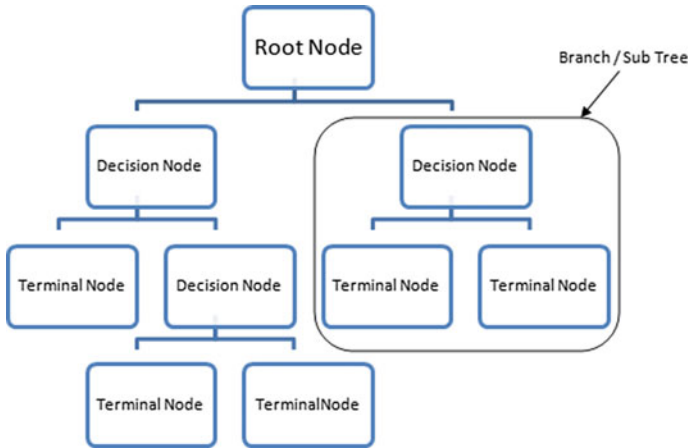 Root Node
Branch / Sub Tree
Decision Node
Decision Node
Terminal Node
Decision Node
Terminal Node
Terminal Node
Terminal Node
TerminalNode